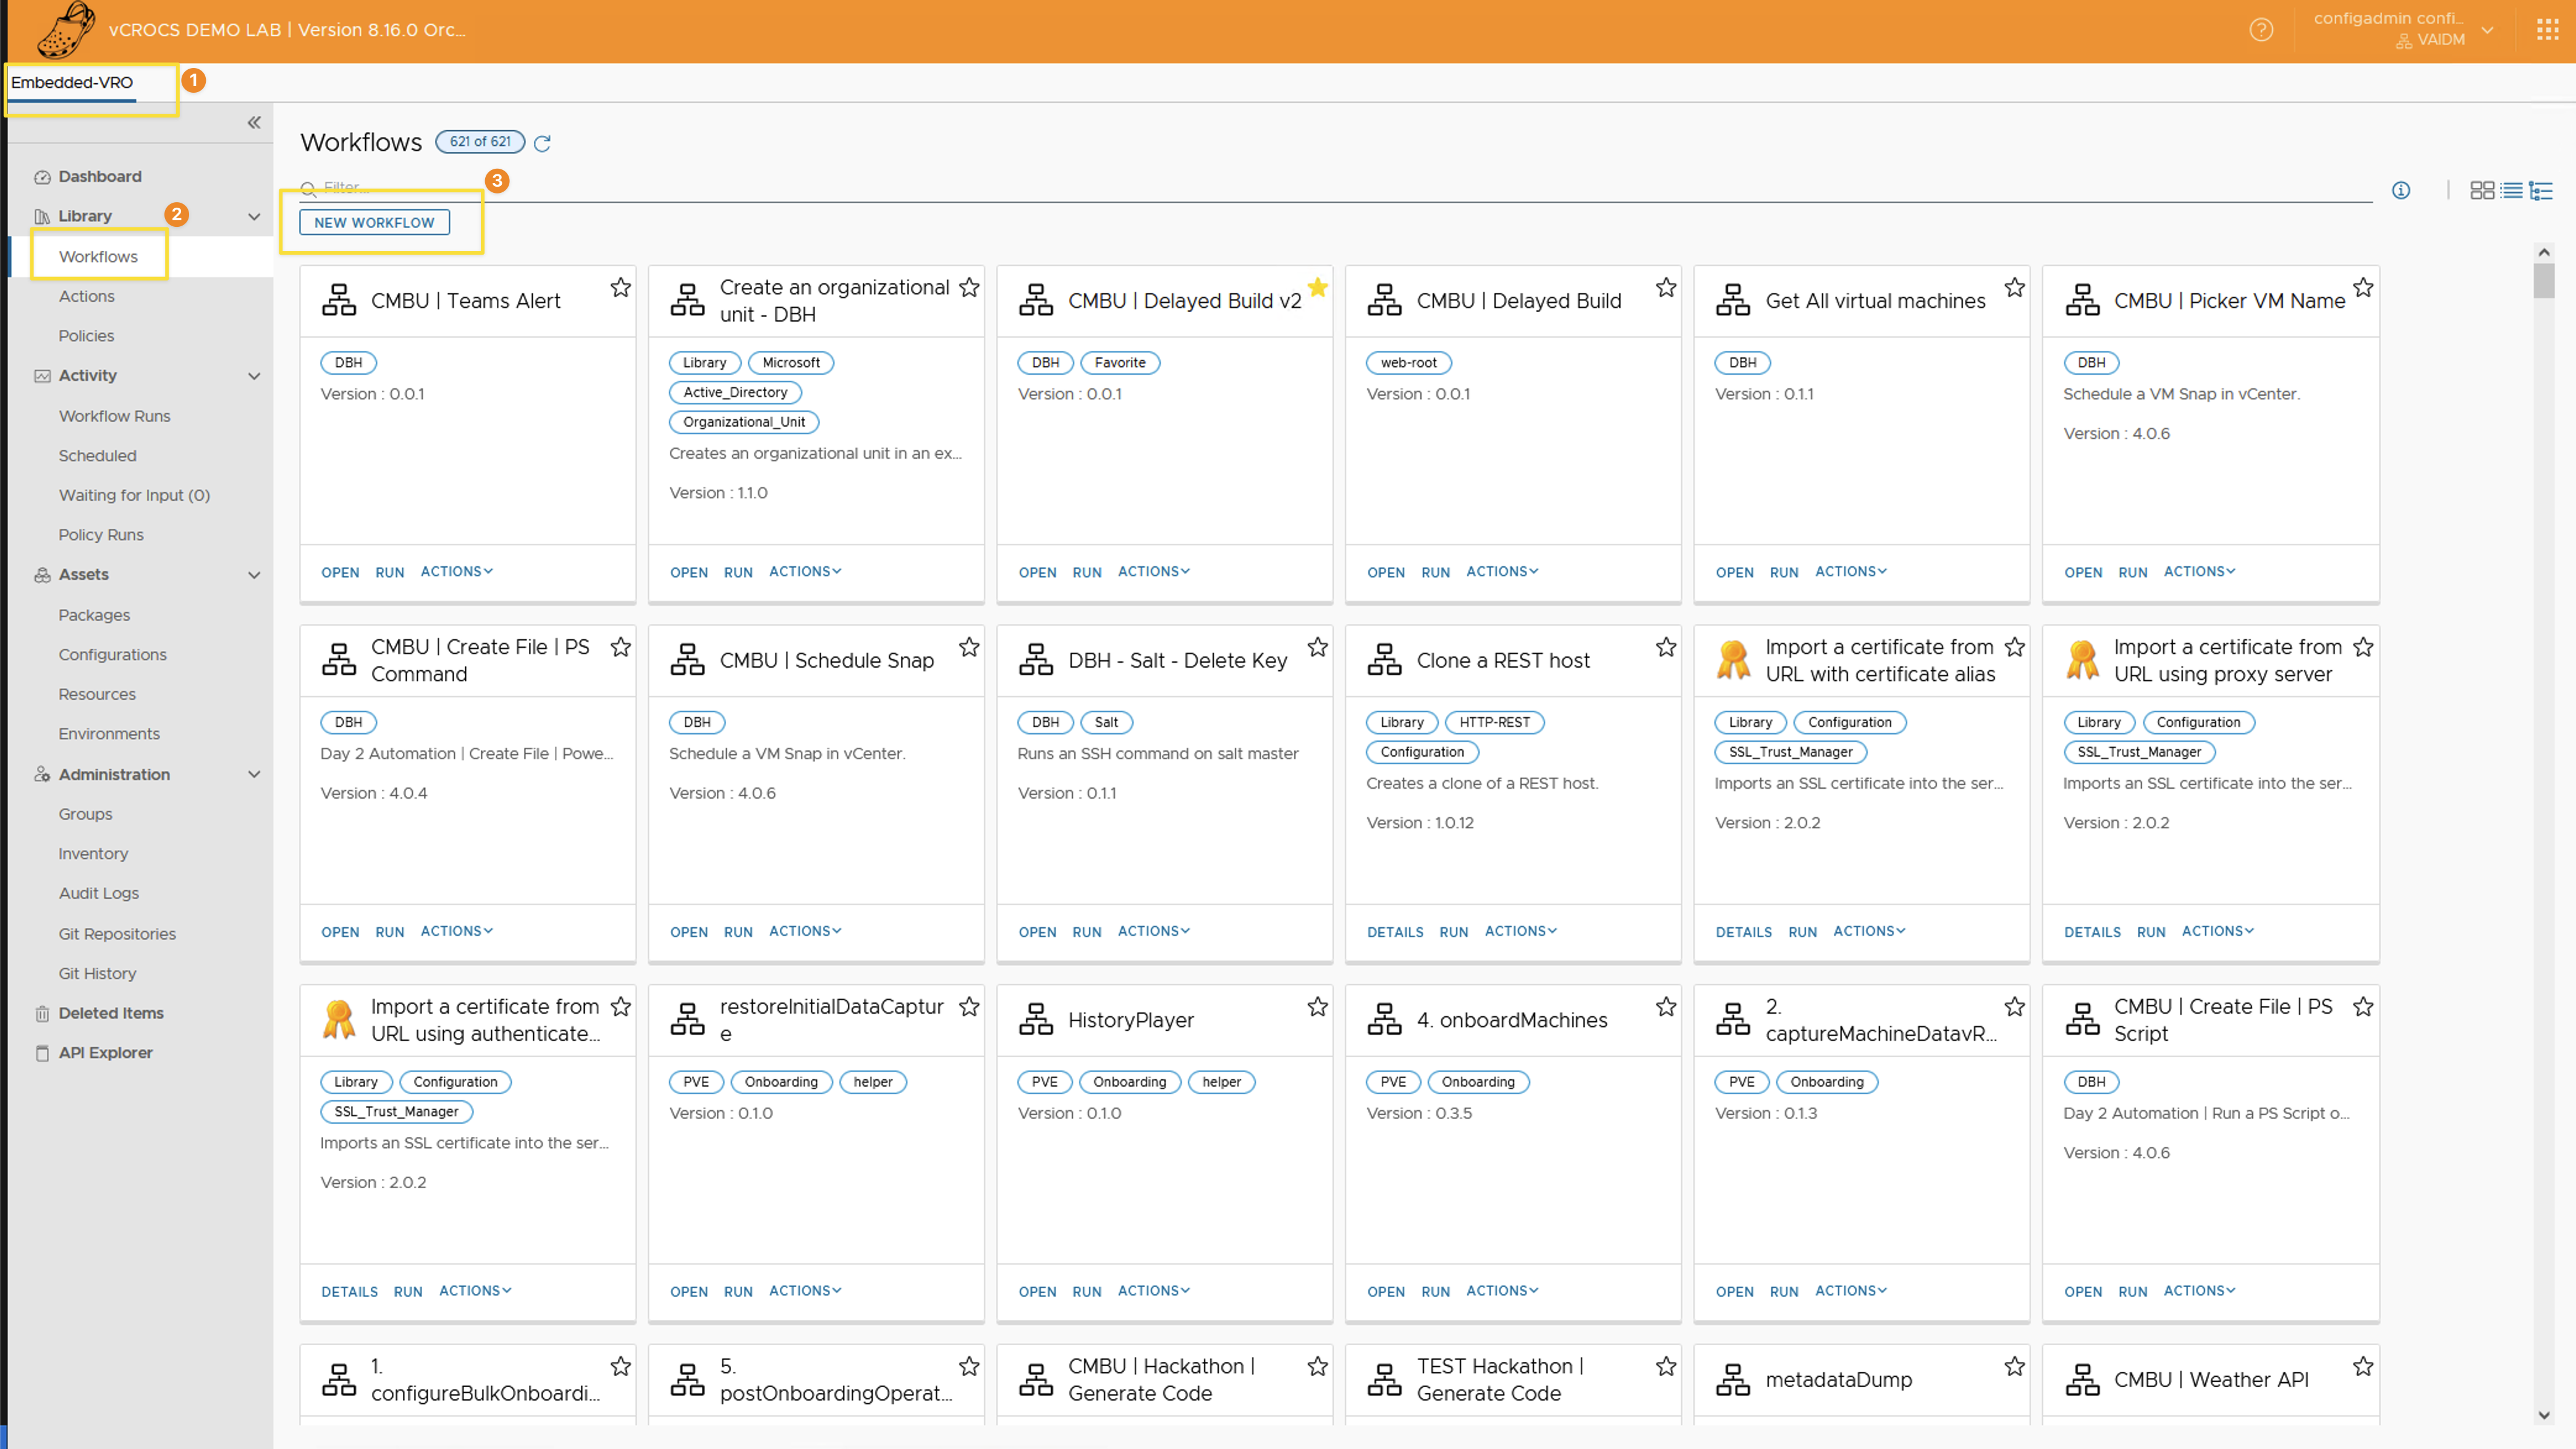 vCROCS DEMO LAB | Version 8.16.0 Orc...
configadmin confi...
VAIDM
Embedded-VRO
1
Dashboard
Library
2
Workflows
Actions
Policies
Activity
Workflow Runs
Scheduled
Waiting for Input (0)
Policy Runs
Assets
Packages
Configurations
Resources
Environments
Administration
Groups
Inventory
Audit Logs
Git Repositories
Git History
Deleted Items
API Explorer
Workflows
621 of 621
Filter...
3
NEW WORKFLOW
CMBU | Teams Alert
DBH
Version : 0.0.1
OPEN RUN ACTIONS
Create an organizational
unit - DBH
Library Microsoft
Active_Directory
Organizational_Unit
Creates an organizational unit in an ex...
Version : 1.1.0
OPEN RUN ACTIONS
CMBU | Delayed Build v2
DBH Favorite
Version : 0.0.1
OPEN RUN ACTIONS
CMBU | Delayed Build
web-root
Version : 0.0.1
OPEN RUN ACTIONS
Get All virtual machines
DBH
Version : 0.1.1
OPEN RUN ACTIONS
CMBU | Picker VM Name
DBH
Schedule a VM Snap in vCenter.
Version : 4.0.6
OPEN RUN ACTIONS
CMBU | Create File | PS
Command
DBH
Day 2 Automation | Create File | Powe...
Version : 4.0.4
OPEN RUN ACTIONS
CMBU | Schedule Snap
DBH
Schedule a VM Snap in vCenter.
Version : 4.0.6
OPEN RUN ACTIONS
DBH - Salt - Delete Key
DBH Salt
Runs an SSH command on salt master
Version : 0.1.1
OPEN RUN ACTIONS
Clone a REST host
Library HTTP-REST
Configuration
Creates a clone of a REST host.
Version : 1.0.12
DETAILS RUN ACTIONS
Import a certificate from
URL with certificate alias
Library Configuration
SSL_Trust_Manager
Imports an SSL certificate into the ser...
Version : 2.0.2
DETAILS RUN ACTIONS
Import a certificate from
URL using proxy server
Library Configuration
SSL_Trust_Manager
Imports an SSL certificate into the ser...
Version : 2.0.2
DETAILS RUN ACTIONS
Import a certificate from
URL using authenticate...
Library Configuration
SSL_Trust_Manager
Imports an SSL certificate into the ser...
Version : 2.0.2
DETAILS RUN ACTIONS
restoreInitialDataCaptur
e
PVE Onboarding helper
Version : 0.1.0
OPEN RUN ACTIONS
HistoryPlayer
PVE Onboarding helper
Version : 0.1.0
OPEN RUN ACTIONS
4. onboardMachines
PVE Onboarding
Version : 0.3.5
OPEN RUN ACTIONS
2.
captureMachineDatavR...
PVE Onboarding
Version : 0.1.3
OPEN RUN ACTIONS
CMBU | Create File | PS
Script
DBH
Day 2 Automation | Run a PS Script o...
Version : 4.0.6
OPEN RUN ACTIONS
1.
configureBulkOnboardi...
5.
postOnboardingOperat...
CMBU | Hackathon |
Generate Code
TEST Hackathon |
Generate Code
metadataDump
CMBU | Weather API